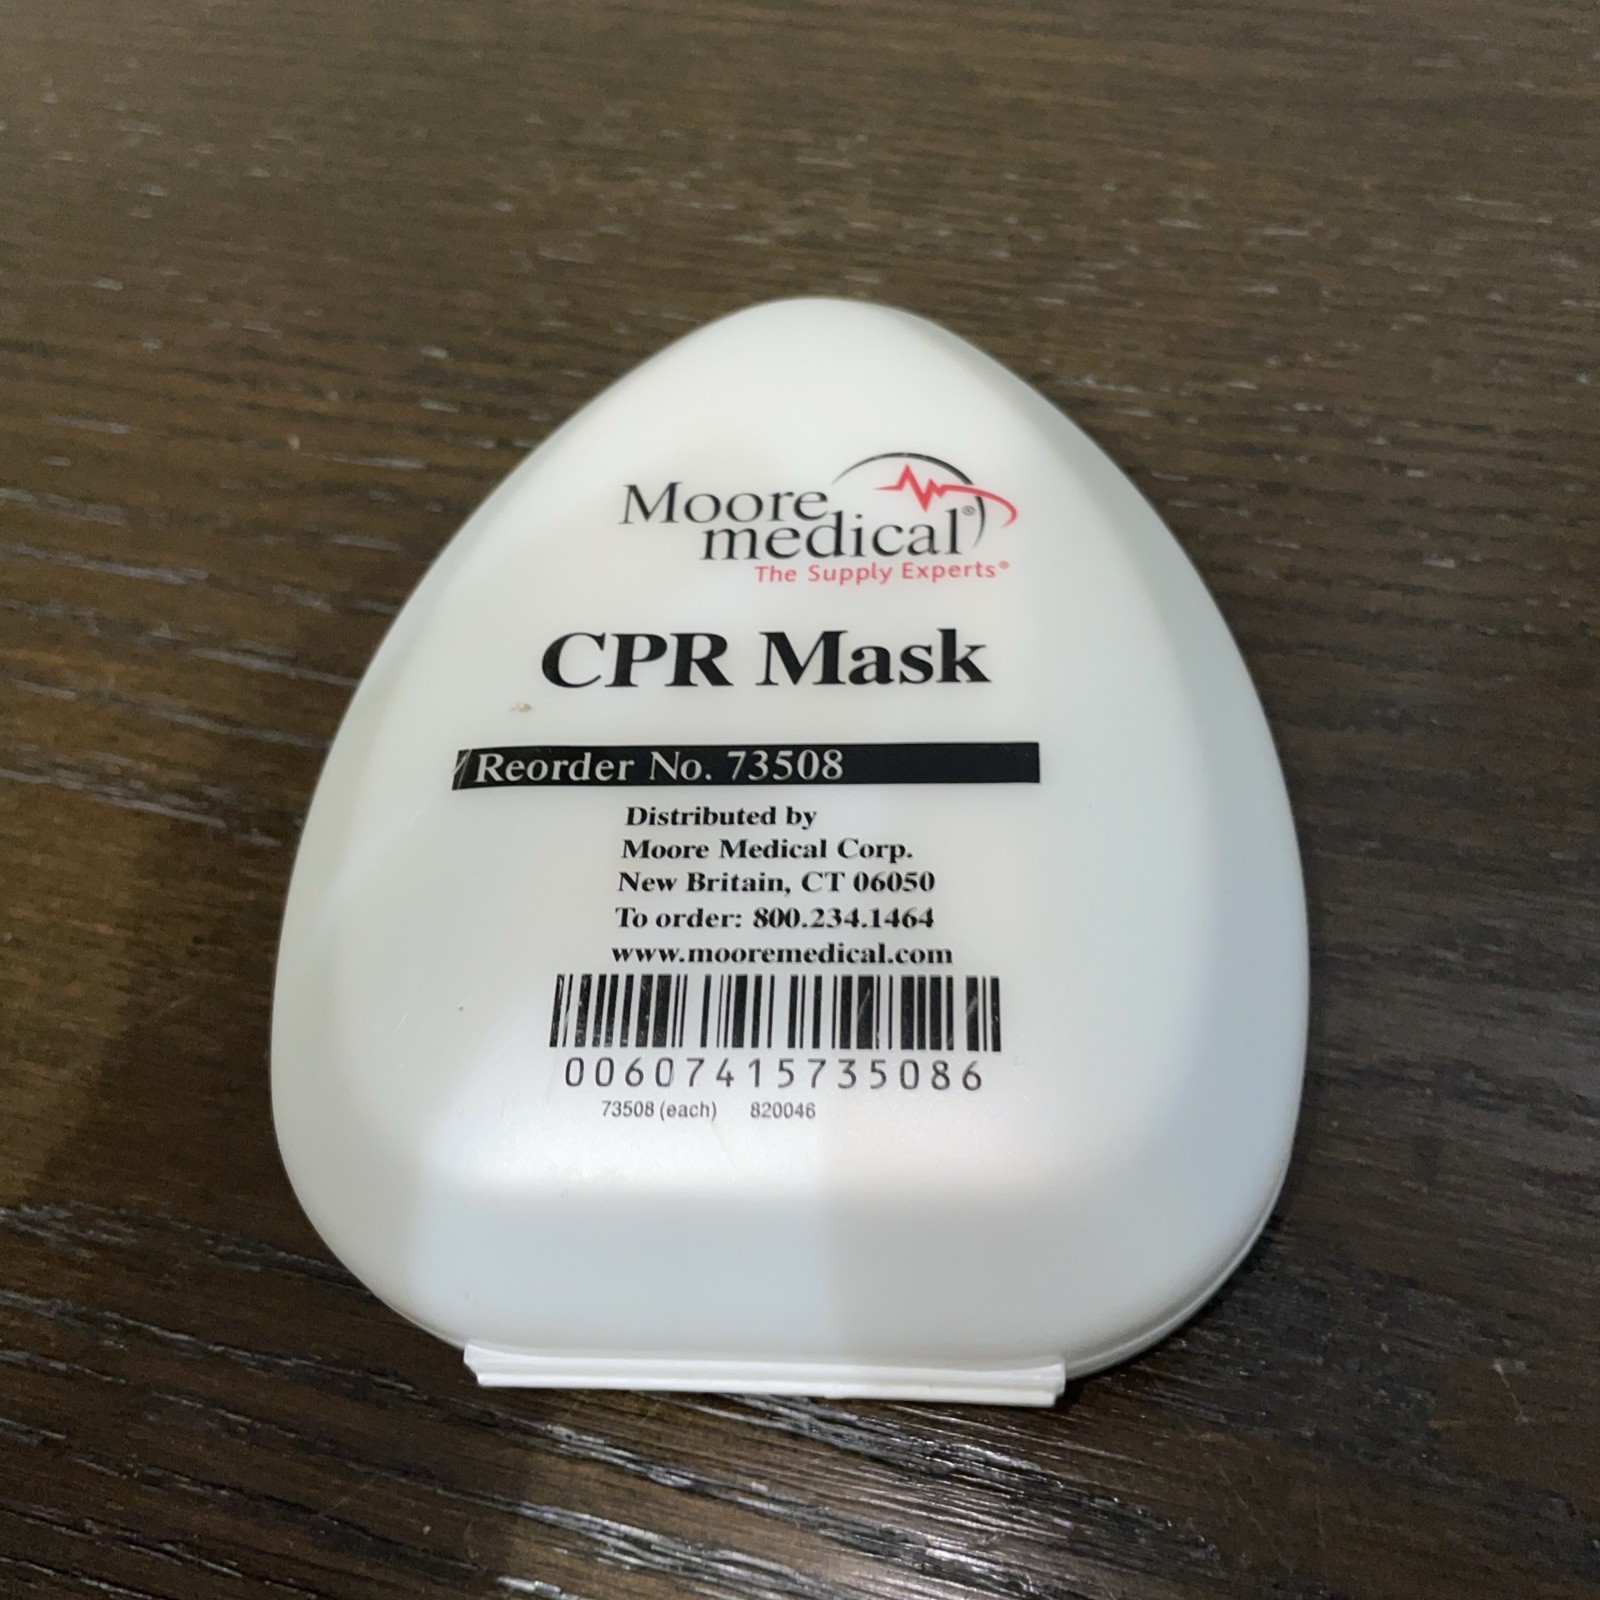 Moore
medical®
The Supply Experts®
CPR Mask
Reorder No. 73508
Distributed by
Moore Medical Corp.
New Britain, CT 06050
To order: 800.234.1464
www.mooremedical.com
00607415735086
73508 (each) 820046